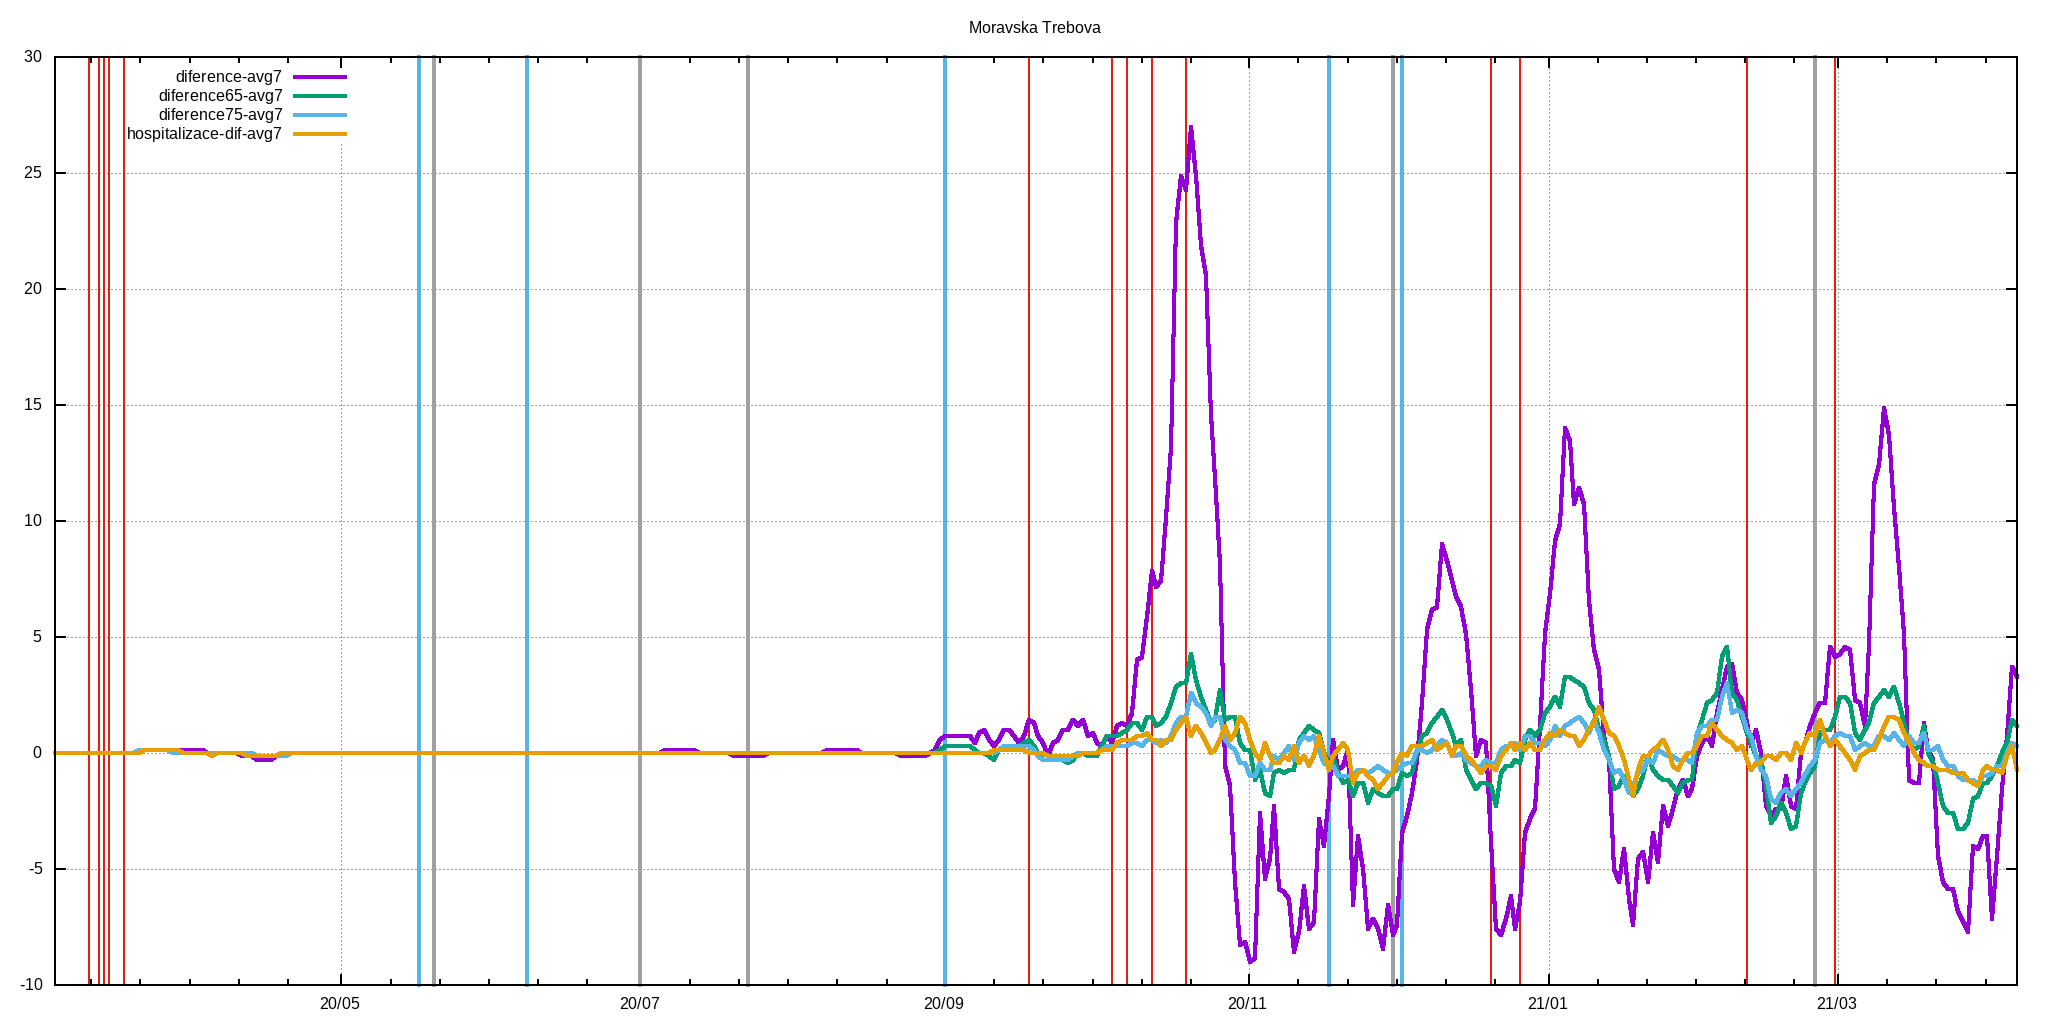 Moravska Trebova
30
diference-avg7
diference65-avg7
diference75-avg7
hospitalizace-dif-avg7
25
20
15
10
5
0
-5
-10
20/05 20/07 20/09 20/11 21/01 21/03